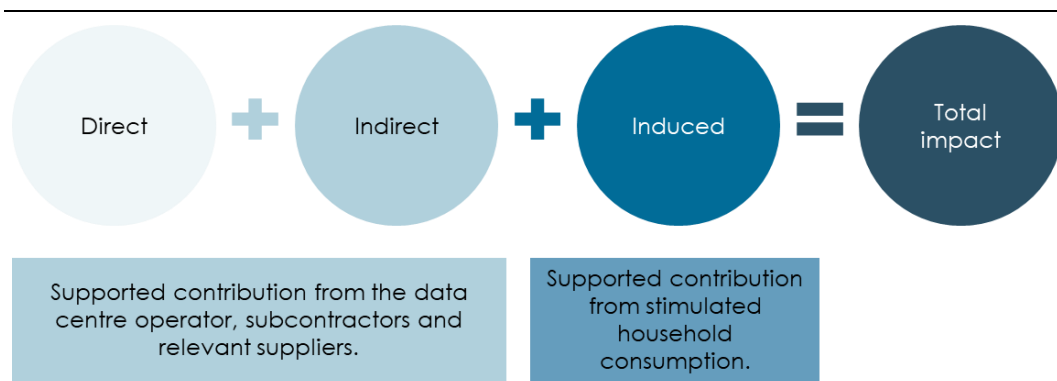 Direct
Indirect
Induced
Total
impact
Supported contribution from the data
centre operator, subcontractors and
relevant suppliers.
Supported contribution
from stimulated
household
consumption.